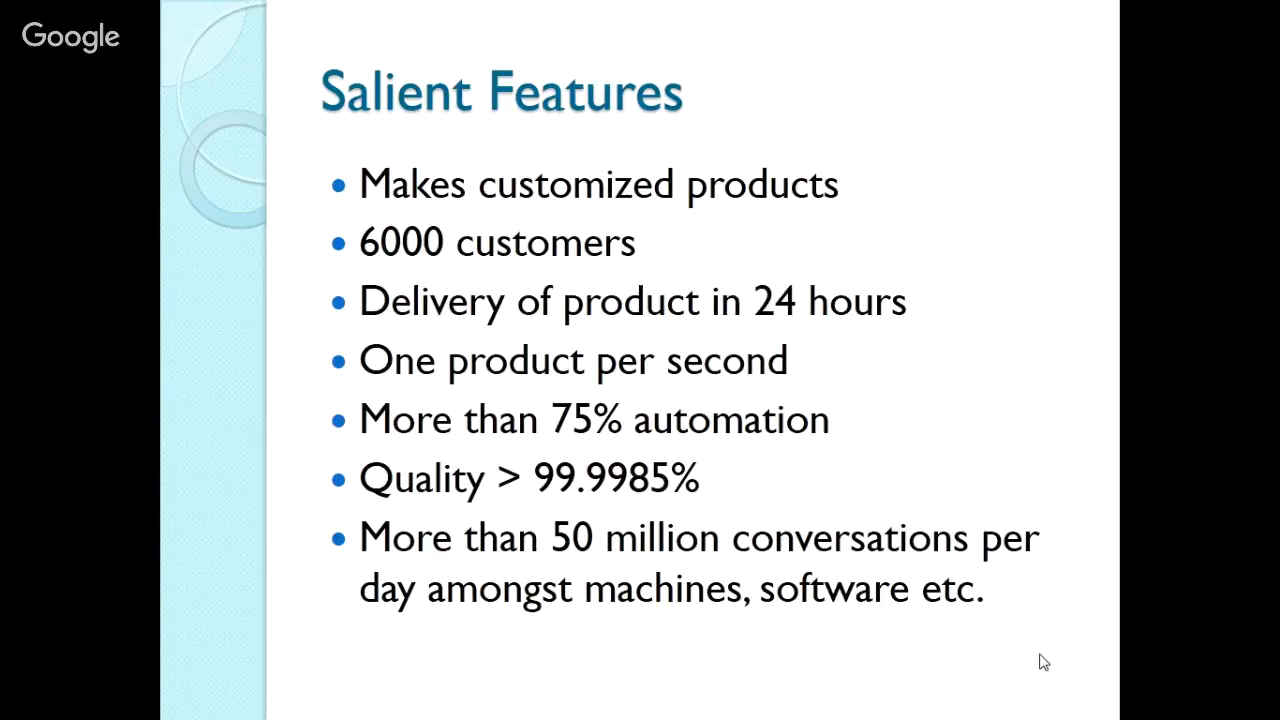 Google
Salient Features
• Makes customized products
• 6000 customers
• Delivery of product in 24 hours
• One product per second
• More than 75% automation
• Quality > 99.9985%
• More than 50 million conversations per
day amongst machines, software etc.